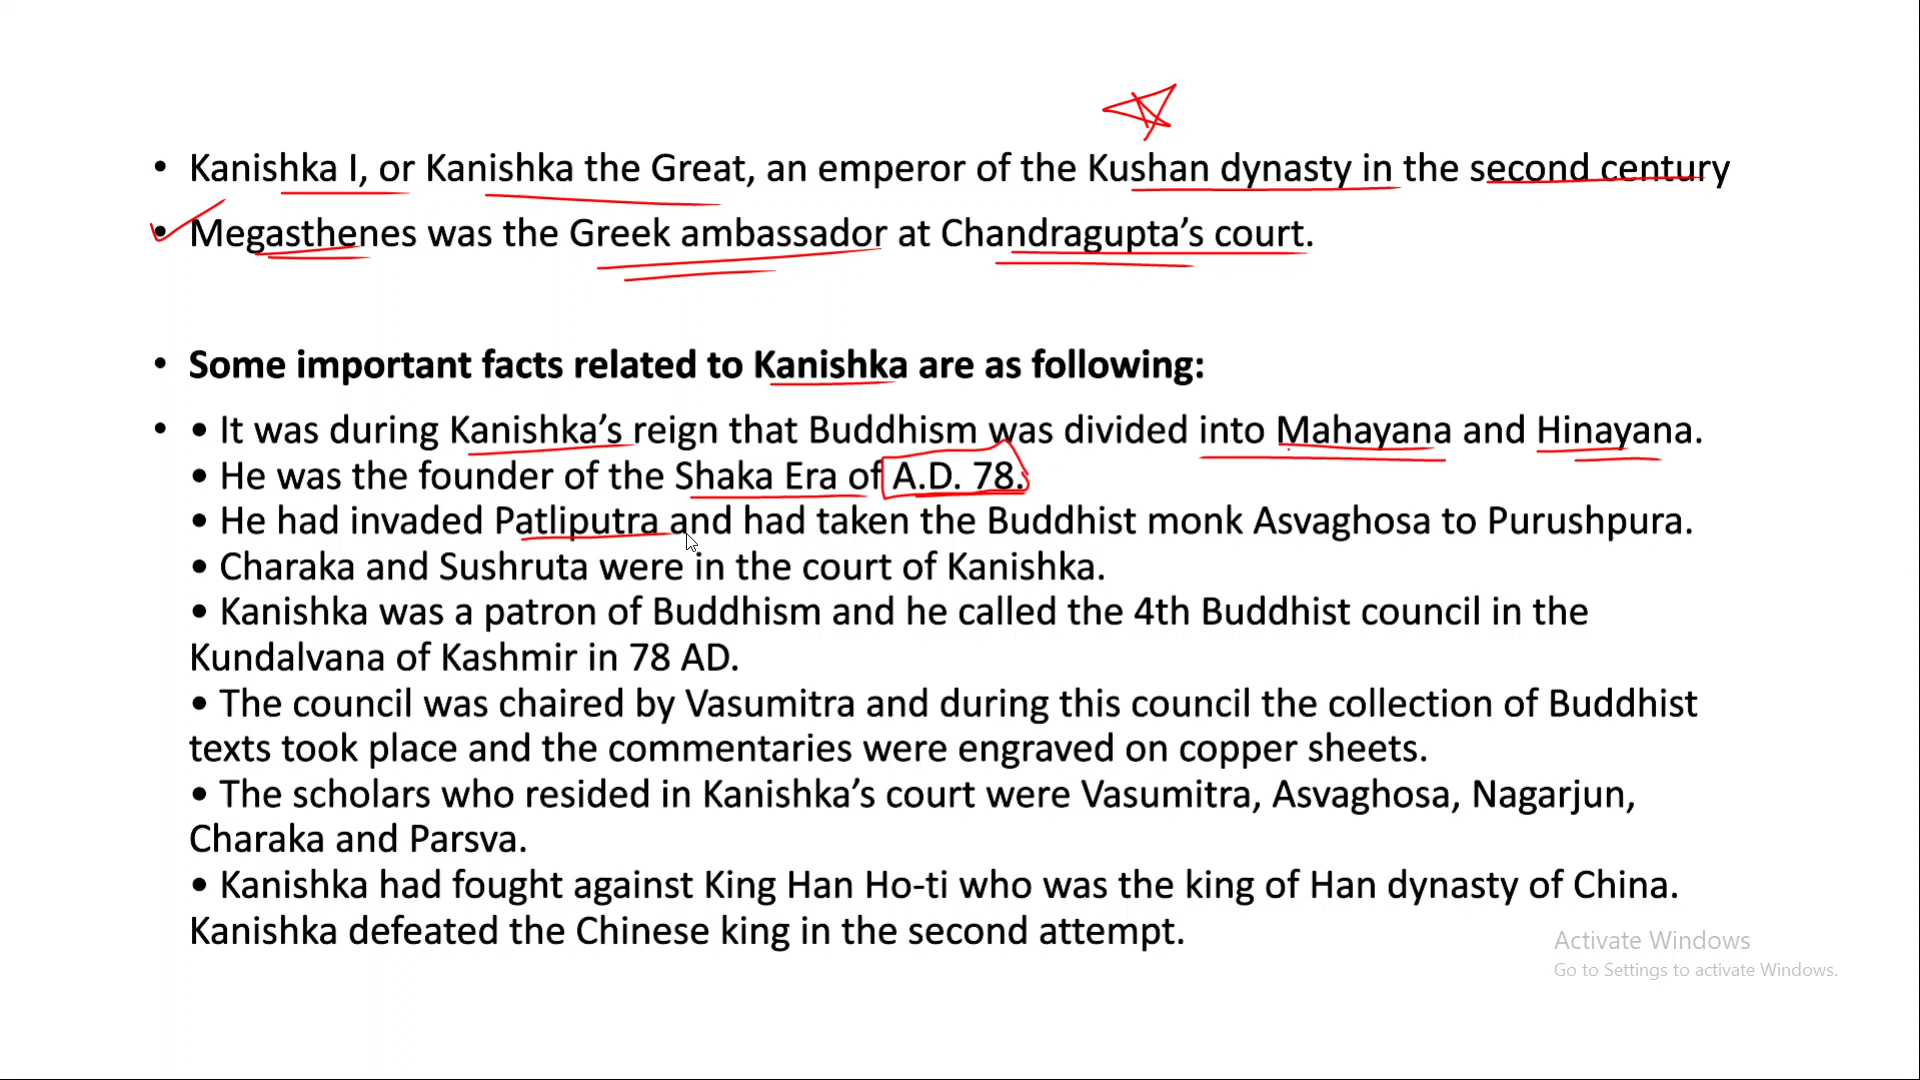 • Kanishka I, or Kanishka the Great, an emperor of the Kushan dynasty in the second century
• Megasthenes was the Greek ambassador at Chandragupta’s court.
• Some important facts related to Kanishka are as following:
• • It was during Kanishka’s reign that Buddhism was divided into Mahayana and Hinayana.
• He was the founder of the Shaka Era of A.D. 78.
• He had invaded Patliputra and had taken the Buddhist monk Asvaghosa to Purushpura.
• Charaka and Sushruta were in the court of Kanishka.
• Kanishka was a patron of Buddhism and he called the 4th Buddhist council in the
Kundalvana of Kashmir in 78 AD.
• The council was chaired by Vasumitra and during this council the collection of Buddhist
texts took place and the commentaries were engraved on copper sheets.
• The scholars who resided in Kanishka’s court were Vasumitra, Asvaghosa, Nagarjun,
Charaka and Parsva.
• Kanishka had fought against King Han Ho-ti who was the king of Han dynasty of China.
Kanishka defeated the Chinese king in the second attempt.
Activate Windows
Go to Settings to activate Windows.